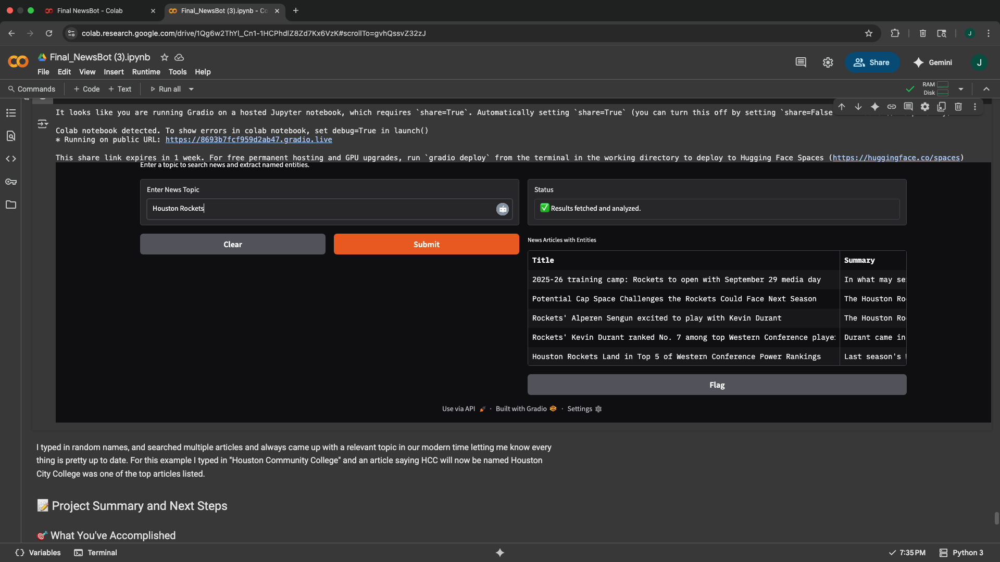 Final NewsBot - Colab
Final_NewsBot (3).ipynb - Co
colab.research.google.com/drive/1Qg6w2ThYl_Cn1-1HCPhdlZ8Zd7Kx6VzK#scrollTo=gvhQssvZ32zJ
J
Final_NewsBot (3).ipynb
File Edit View Insert Runtime Tools Help
Share
Gemini
J
Commands + Code + Text Run all
RAM
Disk
It looks like you are running Gradio on a hosted Jupyter notebook, which requires `share=True`. Automatically setting `share=True` (you can turn this off by setting `share=False
Colab notebook detected. To show errors in colab notebook, set debug=True in launch()
* Running on public URL: https://8693b7fcf959d2ab47.gradio.live
This share link expires in 1 week. For free permanent hosting and GPU upgrades, run `gradio deploy` from the terminal in the working directory to deploy to Hugging Face Spaces (https://huggingface.co/spaces)
Enter a topic to search news and extract named entities.
Enter News Topic
Houston Rockets
Clear
Submit
Status
✅ Results fetched and analyzed.
News Articles with Entities
Title Summary
2025-26 training camp: Rockets to open with September 29 media day In what may se
Potential Cap Space Challenges the Rockets Could Face Next Season The Houston Ro
Rockets' Alperen Sengun excited to play with Kevin Durant The Houston Ro
Rockets' Kevin Durant ranked No. 7 among top Western Conference player Durant came in
Houston Rockets Land in Top 5 of Western Conference Power Rankings Last season's
Flag
Use via API 🚀 · Built with Gradio · Settings
I typed in random names, and searched multiple articles and always came up with a relevant topic in our modern time letting me know every
thing is pretty up to date. For this example I typed in "Houston Community College" and an article saying HCC will now be named Houston
City College was one of the top articles listed.
📝 Project Summary and Next Steps
🎯 What You've Accomplished
Variables
Terminal
7:35 PM
Python 3